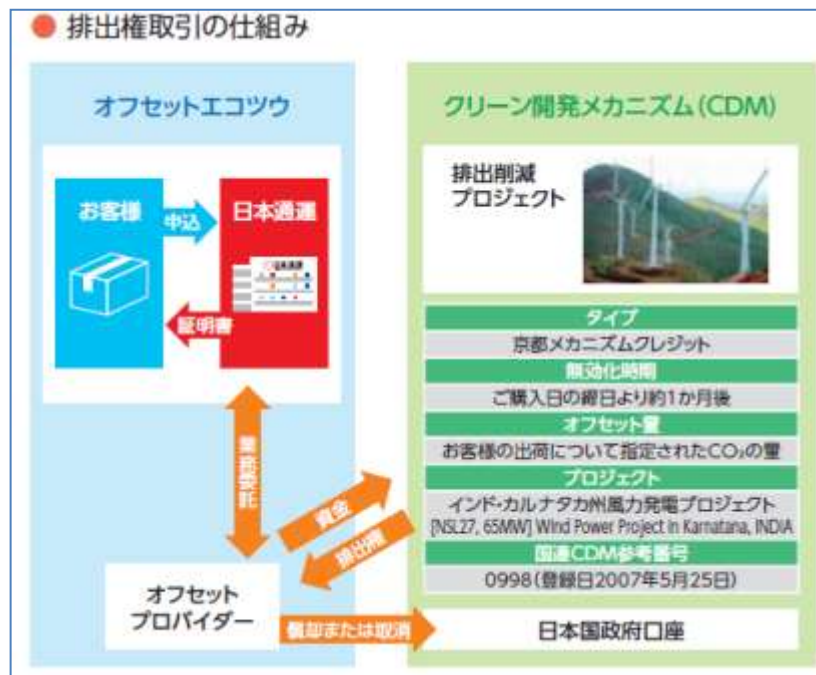 排出権取引の仕組み
オフセットエコツウ
お客様
申込
日本通運
証明書
業務委託
資金
排出権
オフセット
プロバイダー
償却または取消
クリーン開発メカニズム(CDM)
排出削減
プロジェクト
タイプ
京都メカニズムクレジット
無効化時期
ご購入日の締日より約1か月後
オフセット量
お客様の出荷について指定されたCO₂の量
プロジェクト
インド・カルナタカ州風力発電プロジェクト
[NSL27, 65MW] Wind Power Project in Karnatana, INDIA
国連CDM参考番号
0998(登録日2007年5月25日)
日本国政府口座